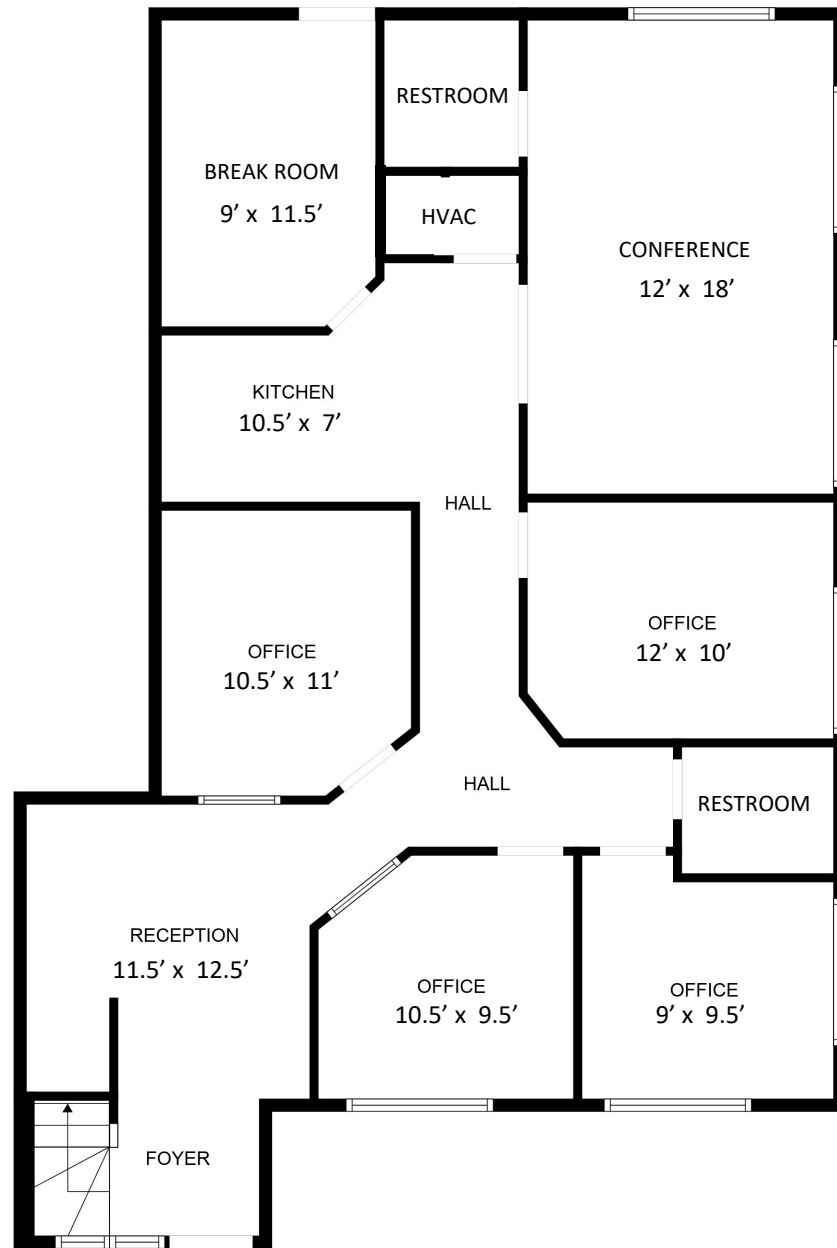 RESTROOM
BREAK ROOM
9’ x 11.5’
HVAC
CONFERENCE
12’ x 18’
KITCHEN
10.5’ x 7’
HALL
OFFICE
10.5’ x 11’
OFFICE
12’ x 10’
HALL
RESTROOM
RECEPTION
11.5’ x 12.5’
OFFICE
10.5’ x 9.5’
OFFICE
9’ x 9.5’
FOYER